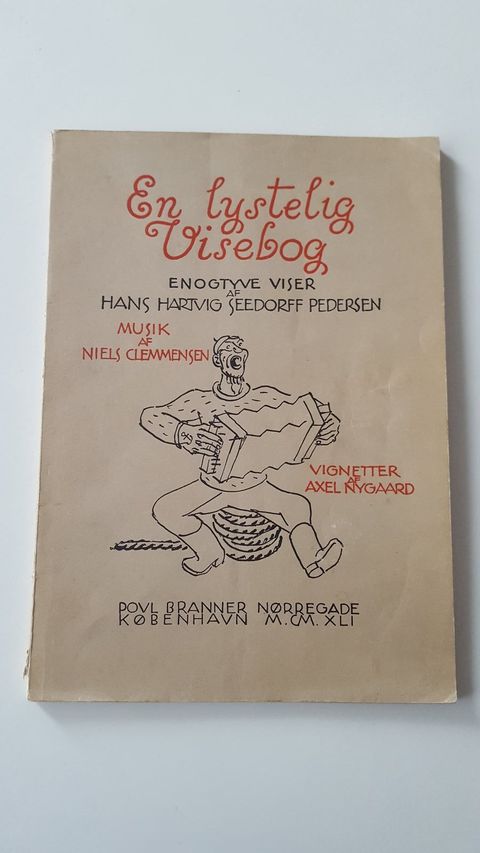 En lystelig
Visebog
ENOGTYVE VISER
AF
HANS HARTVIG SEEDORFF PEDERSEN
MUSIK
AF
NIELS CLEMMENSEN
VIGNETTER
AF
AXEL NYGAARD
POVL BRANNER NØRREGADE
KØBENHAVN M.CM.XLI